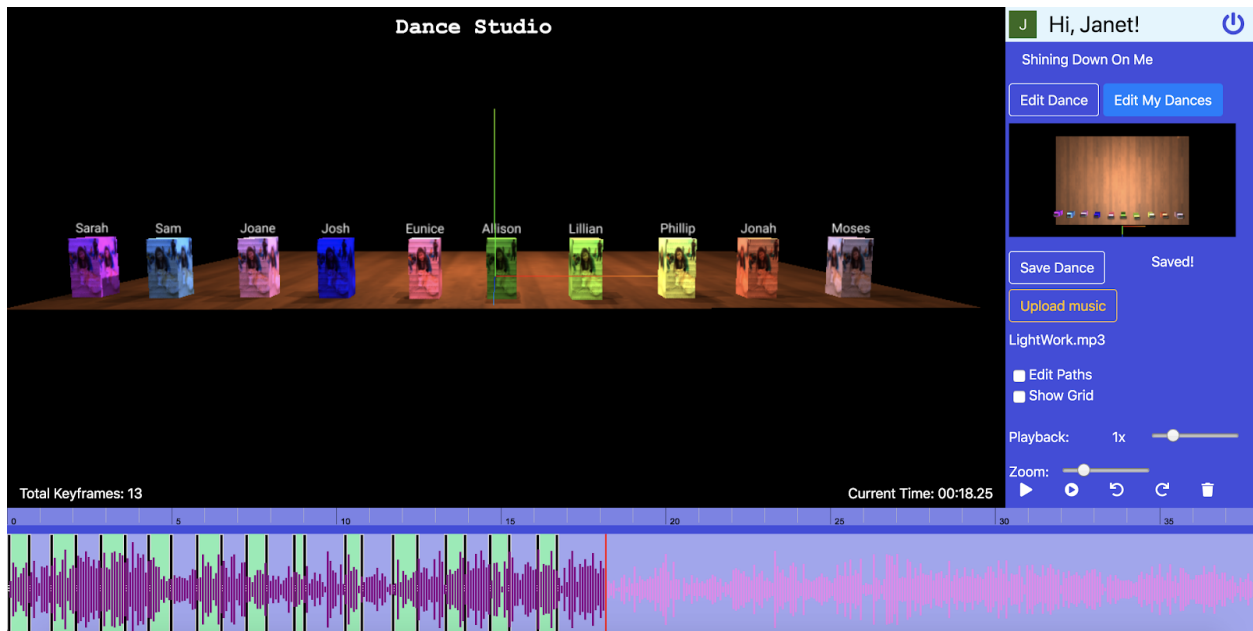 Dance Studio
J
Hi, Janet!
Shining Down On Me
Edit Dance
Edit My Dances
Sarah
Sam
Joane
Josh
Eunice
Allison
Lillian
Phillip
Jonah
Moses
Save Dance
Saved!
Upload music
LightWork.mp3
Edit Paths
Show Grid
Playback: 1x
Zoom:
Total Keyframes: 13
Current Time: 00:18.25
0 5 10 15 20 25 30 35